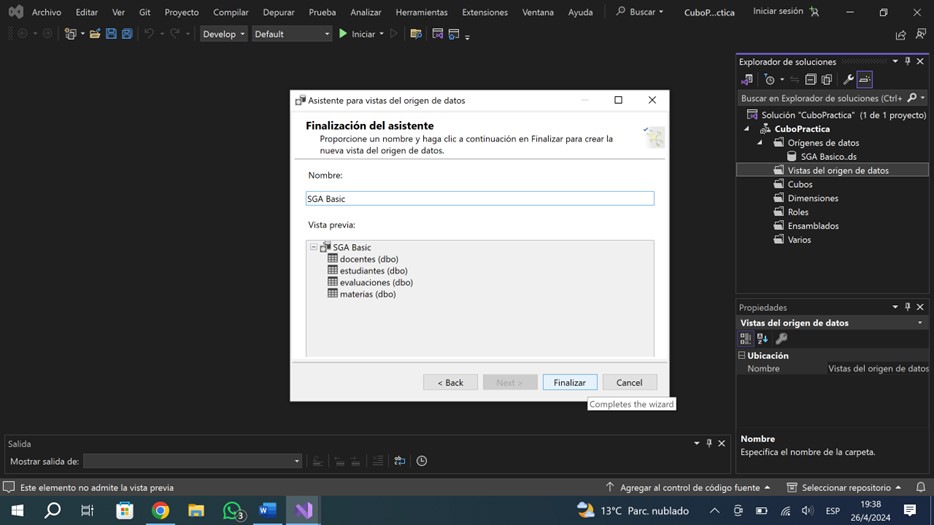 Archivo Editar Ver Git Proyecto Compilar Depurar Prueba Analizar Herramientas Extensiones Ventana Ayuda Buscar CuboP...ctica Iniciar sesión
Develop Default Iniciar
Explorador de soluciones
Buscar en Explorador de soluciones (Ctrl+
Solución "CuboPractica" (1 de 1 proyecto)
CuboPractica
Orígenes de datos
SGA Basico..ds
Vistas del origen de datos
Cubos
Dimensiones
Roles
Ensamblados
Varios
Asistente para vistas del origen de datos
Finalización del asistente
Proporcione un nombre y haga clic a continuación en Finalizar para crear la
nueva vista del origen de datos.
Nombre:
SGA Basic
Vista previa:
SGA Basic
docentes (dbo)
estudiantes (dbo)
evaluaciones (dbo)
materias (dbo)
< Back Next > Finalizar Cancel
Completes the wizard
Propiedades
Vistas del origen de datos
Ubicación
Nombre Vistas del origen de datos
Nombre
Especifica el nombre de la carpeta.
Salida
Mostrar salida de:
Este elemento no admite la vista previa Agregar al control de código fuente Seleccionar repositorio
3 13°C Parc. nublado ESP 19:38
26/4/2024